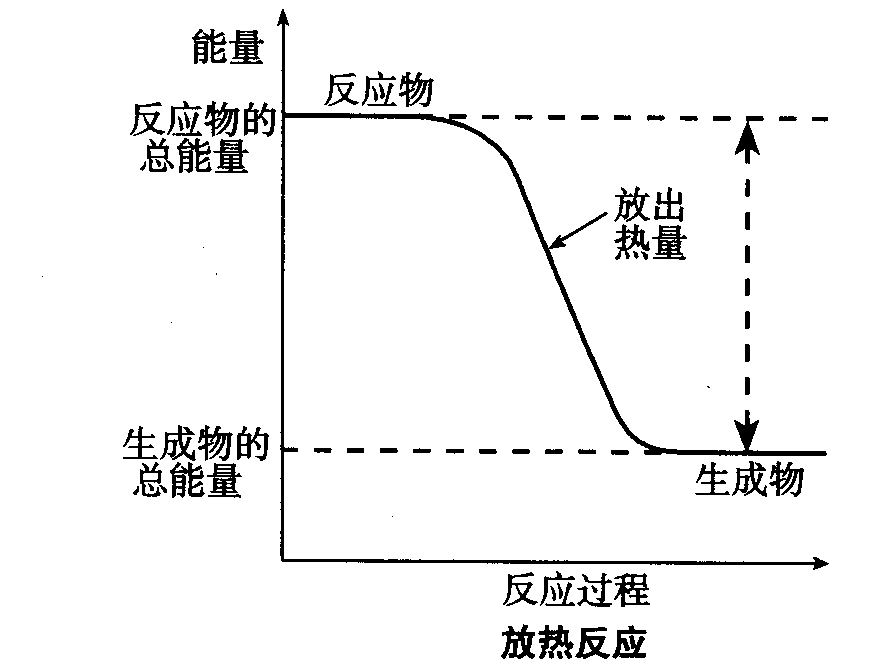 能量
反应物
反应物的
总能量
放出
热量
生成物的
总能量
生成物
反应过程
放热反应